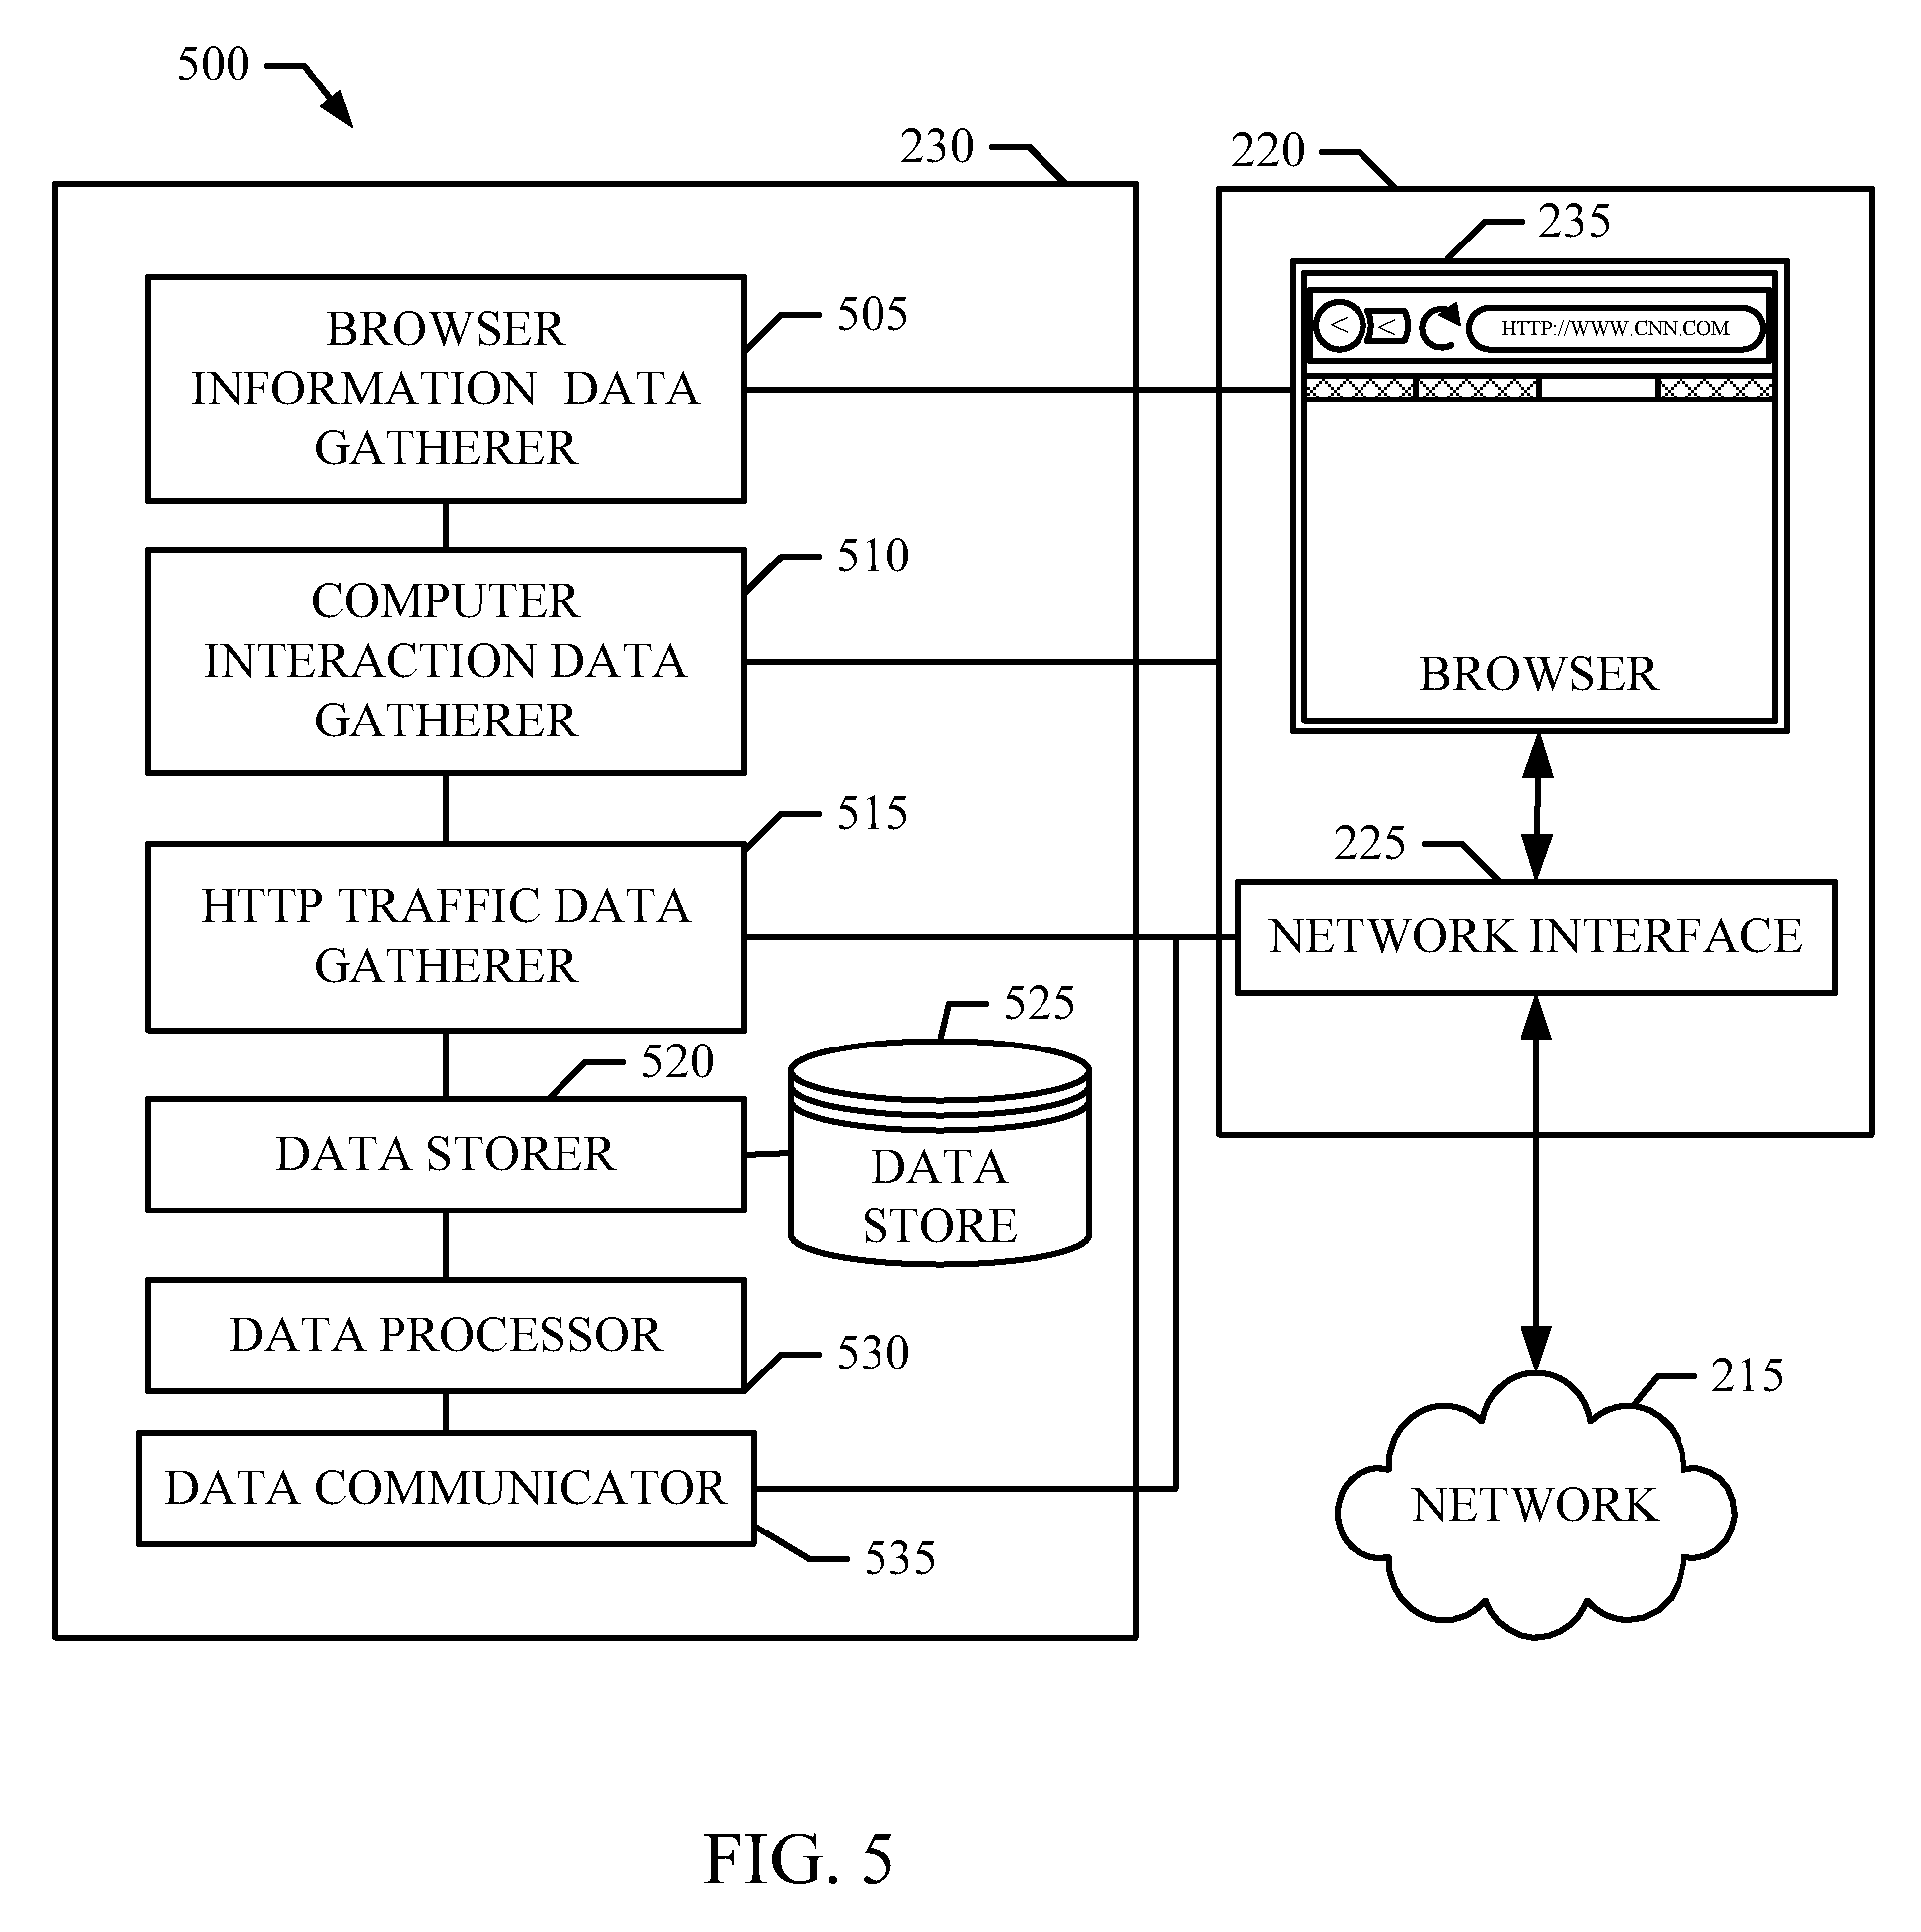 500
230
220
235
BROWSER
INFORMATION DATA
GATHERER
505
< < HTTP://WWW.CNN.COM
BROWSER
COMPUTER
INTERACTION DATA
GATHERER
510
HTTP TRAFFIC DATA
GATHERER
515
225
NETWORK INTERFACE
520
DATA STORER
525
DATA
STORE
DATA PROCESSOR
530
DATA COMMUNICATOR
535
215
NETWORK
FIG. 5